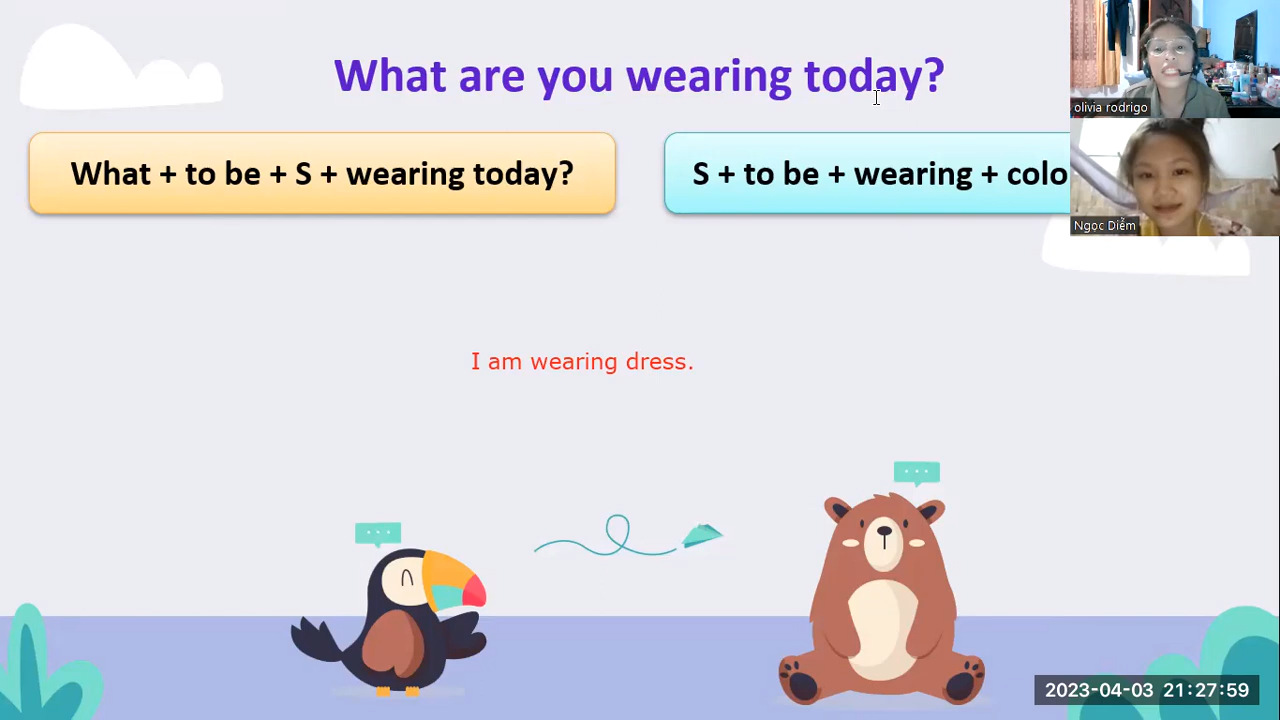 What are you wearing today?
What + to be + S + wearing today?
S + to be + wearing + colo
olivia rodrigo
Ngọc Diễm
I am wearing dress.
2023-04-03 21:27:59